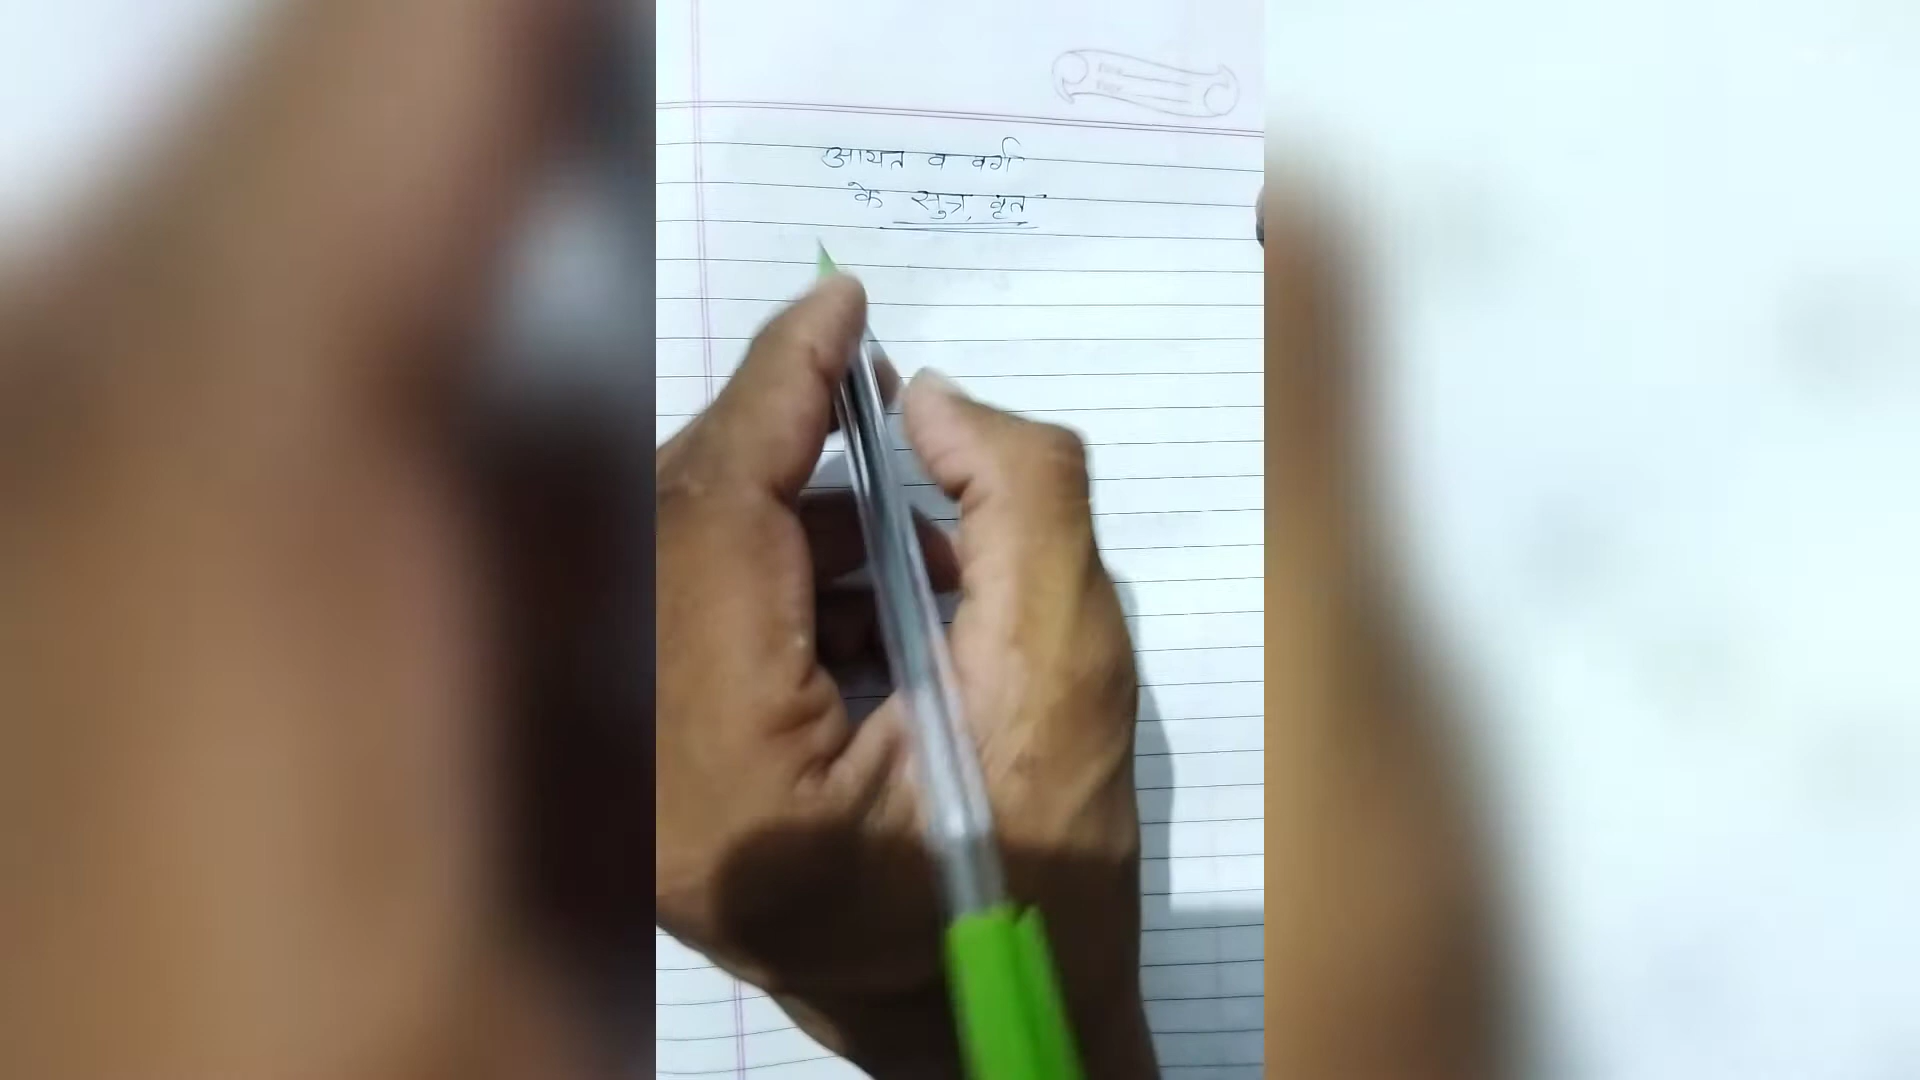 आयत व वर्ग
के सुत्र, वृत